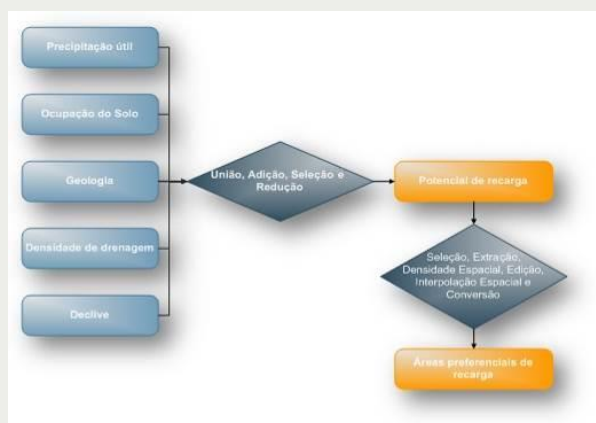 Precipitação útil
Ocupação do Solo
Geologia
Densidade de drenagem
Declive
União, Adição, Seleção e
Redução
Potencial de recarga
Seleção, Extração,
Densidade Espacial, Edição,
Interpolação Espacial e
Conversão
Áreas preferenciais de
recarga